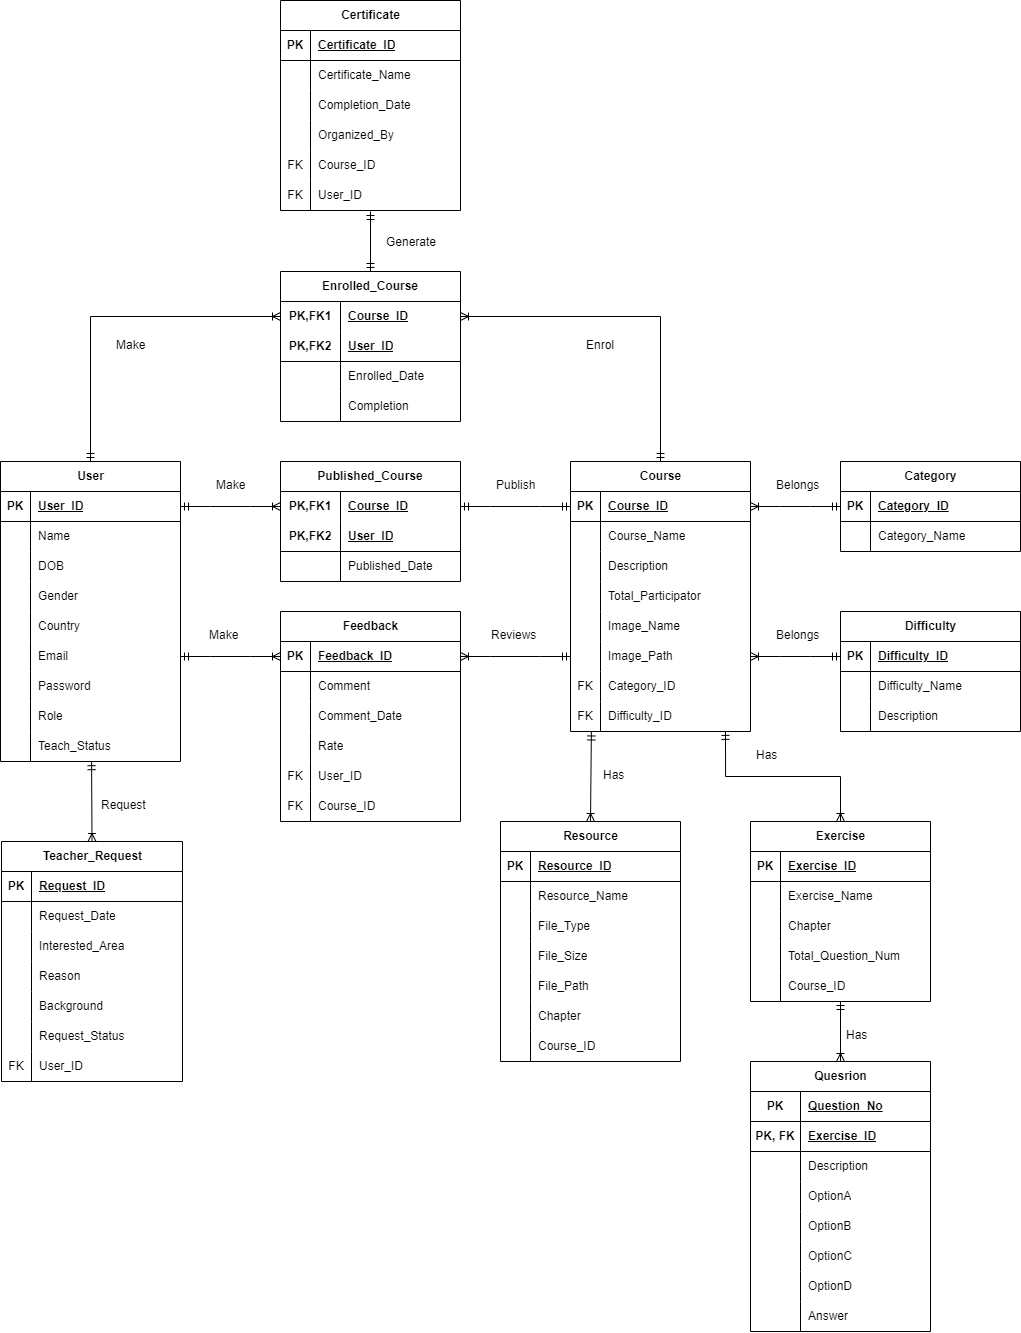 Certificate
PK Certificate_ID
Certificate_Name
Completion_Date
Organized_By
FK Course_ID
FK User_ID
Generate
Enrolled_Course
PK,FK1 Course_ID
PK,FK2 User_ID
Enrolled_Date
Completion
Make
Enrol
User
PK User_ID
Name
DOB
Gender
Country
Email
Password
Role
Teach_Status
Make
Published_Course
PK,FK1 Course_ID
PK,FK2 User_ID
Published_Date
Publish
Course
PK Course_ID
Course_Name
Description
Total_Participator
Image_Name
Image_Path
FK Category_ID
FK Difficulty_ID
Belongs
Category
PK Category_ID
Category_Name
Make
Feedback
PK Feedback_ID
Comment
Comment_Date
Rate
FK User_ID
FK Course_ID
Reviews
Belongs
Difficulty
PK Difficulty_ID
Difficulty_Name
Description
Request
Has
Has
Teacher_Request
PK Request_ID
Request_Date
Interested_Area
Reason
Background
Request_Status
FK User_ID
Resource
PK Resource_ID
Resource_Name
File_Type
File_Size
File_Path
Chapter
Course_ID
Exercise
PK Exercise_ID
Exercise_Name
Chapter
Total_Question_Num
Course_ID
Has
Quesrion
PK Question_No
PK, FK Exercise_ID
Description
OptionA
OptionB
OptionC
OptionD
Answer